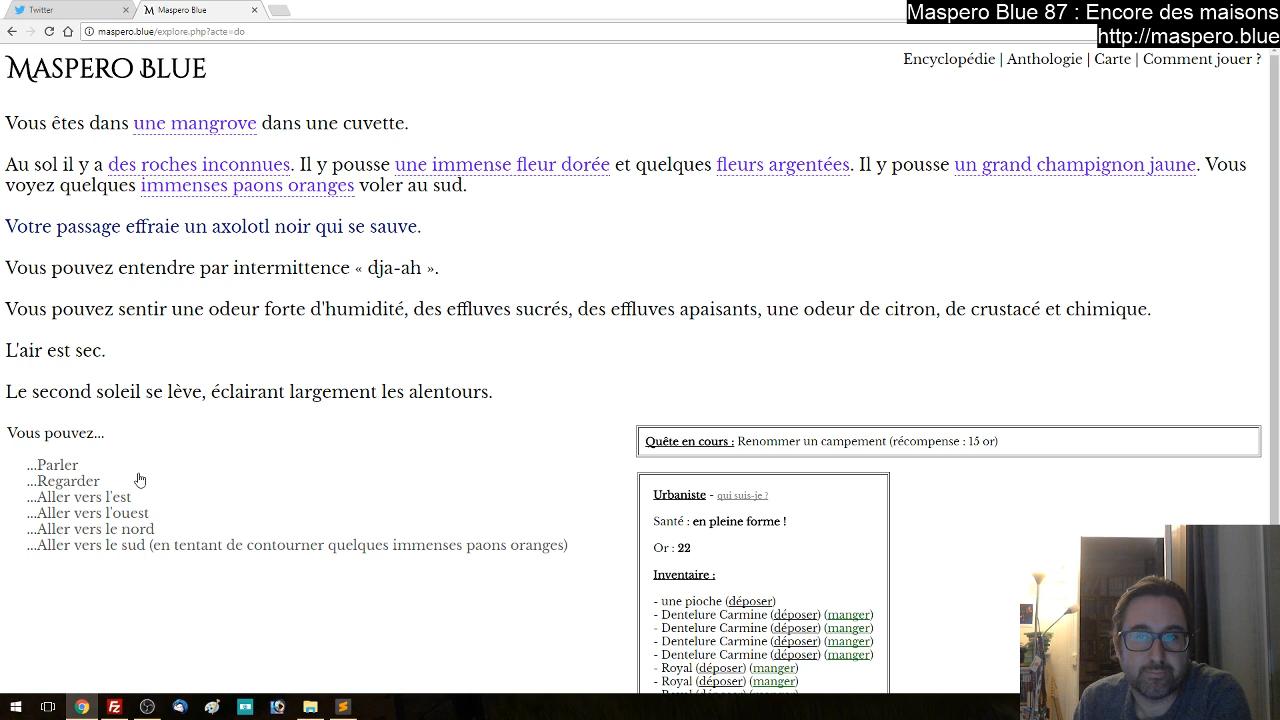 Twitter
Maspero Blue
Maspero Blue 87 : Encore des maisons
http://maspero.blue
maspero.blue/explore.php?acte=do
Maspero Blue
Encyclopédie | Anthologie | Carte | Comment jouer ?
Vous êtes dans une mangrove dans une cuvette.
Au sol il y a des roches inconnues. Il y pousse une immense fleur dorée et quelques fleurs argentées. Il y pousse un grand champignon jaune. Vous
voyez quelques immenses paons oranges voler au sud.
Votre passage effraie un axolotl noir qui se sauve.
Vous pouvez entendre par intermittence « dja-ah ».
Vous pouvez sentir une odeur forte d'humidité, des effluves sucrés, des effluves apaisants, une odeur de citron, de crustacé et chimique.
L'air est sec.
Le second soleil se lève, éclairant largement les alentours.
Vous pouvez...
...Parler
...Regarder
...Aller vers l'est
...Aller vers l'ouest
...Aller vers le nord
...Aller vers le sud (en tentant de contourner quelques immenses paons oranges)
Quête en cours : Renommer un campement (récompense : 15 or)
Urbaniste - qui suis-je ?
Santé : en pleine forme !
Or : 22
Inventaire :
- une pioche (déposer)
- Dentelure Carmine (déposer) (manger)
- Dentelure Carmine (déposer) (manger)
- Dentelure Carmine (déposer) (manger)
- Dentelure Carmine (déposer) (manger)
- Royal (déposer) (manger)
- Royal (déposer) (manger)